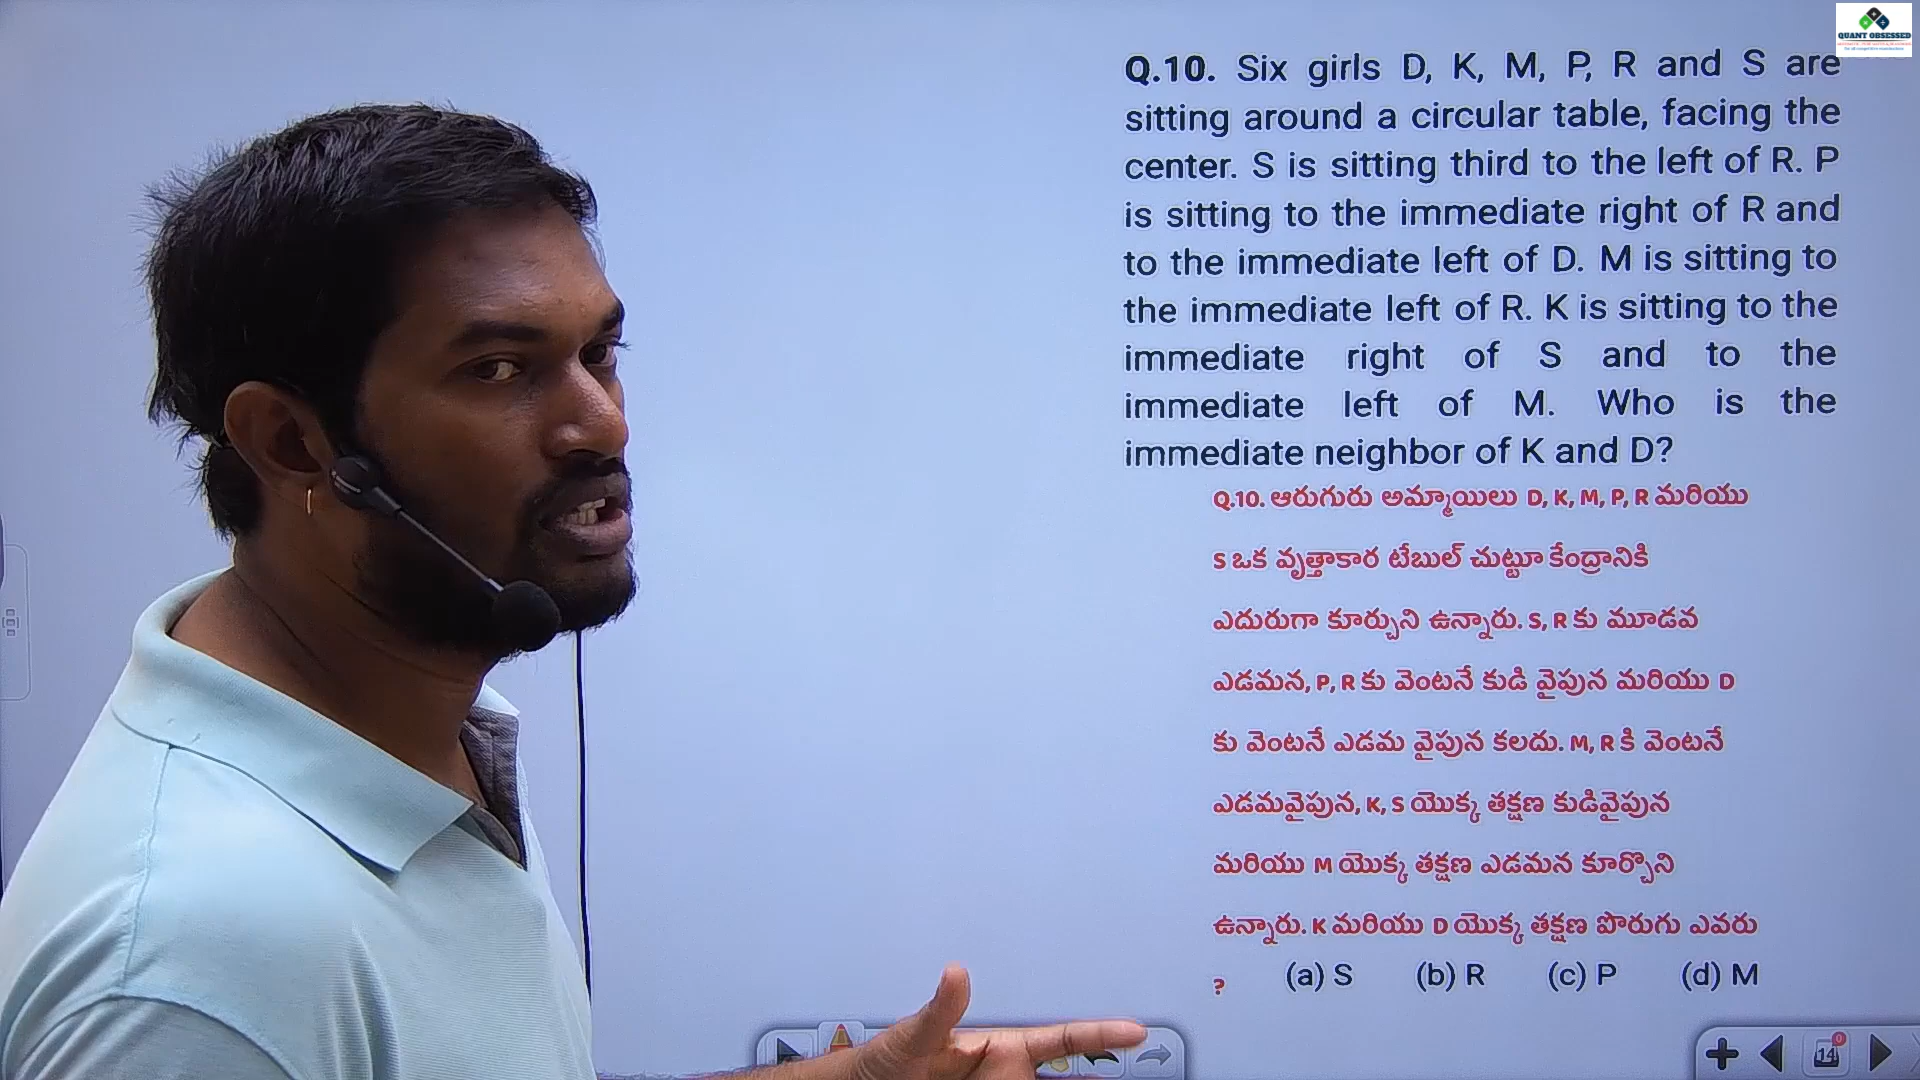 QUANT OBSESSED
Q.10. Six girls D, K, M, P, R and S are
sitting around a circular table, facing the
center. S is sitting third to the left of R. P
is sitting to the immediate right of R and
to the immediate left of D. M is sitting to
the immediate left of R. K is sitting to the
immediate right of S and to the
immediate left of M. Who is the
immediate neighbor of K and D?
Q.10. ఆరుగురు అమ్మాయిలు D, K, M, P, R మరియు
S ఒక వృత్తాకార టేబుల్ చుట్టూ కేంద్రానికి
ఎదురుగా కూర్చుని ఉన్నారు. S, R కు మూడవ
ఎడమన, P, R కు వెంటనే కుడి వైపున మరియు D
కు వెంటనే ఎడమ వైపున కలదు. M, R కి వెంటనే
ఎడమవైపున, K, S యొక్క తక్షణ కుడివైపున
మరియు M యొక్క తక్షణ ఎడమన కూర్చొని
ఉన్నారు. K మరియు D యొక్క తక్షణ పొరుగు ఎవరు
? (a) S (b) R (c) P (d) M
14
0